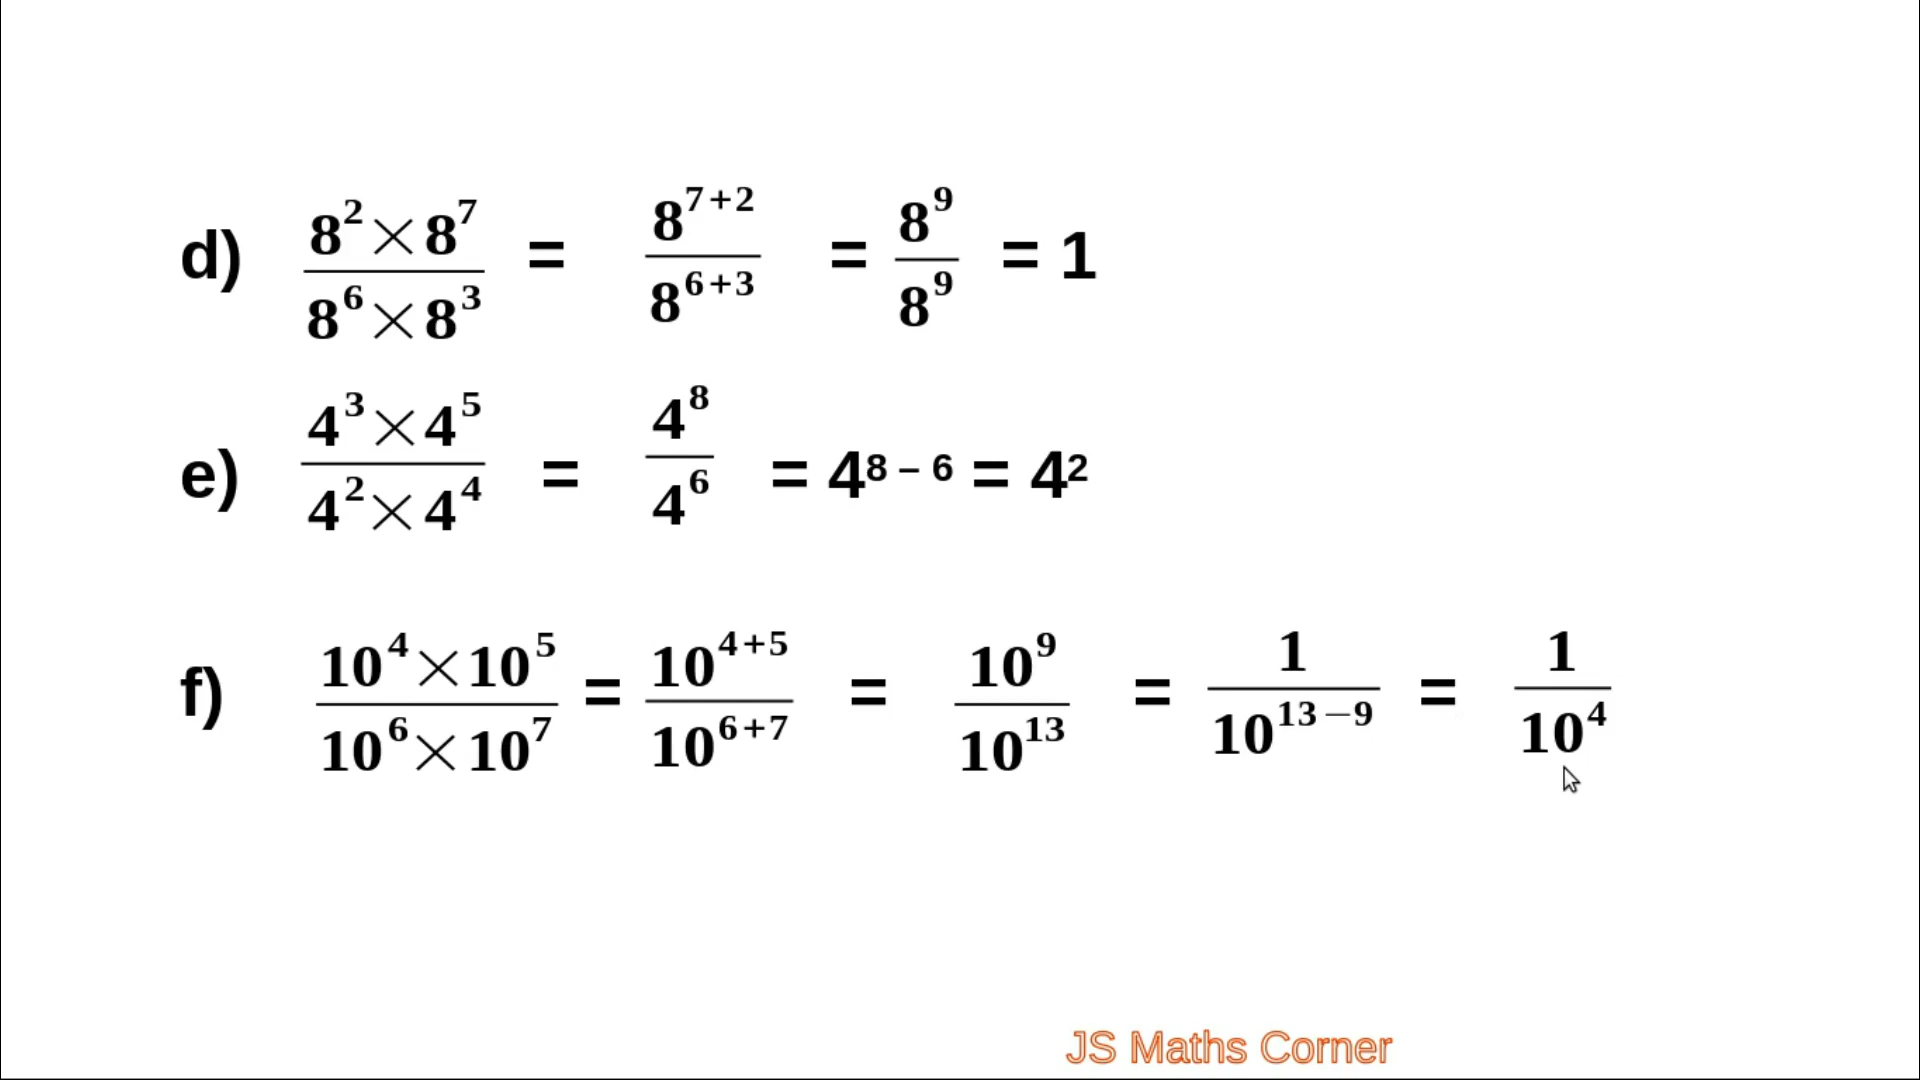 d) 8²×8⁷ / 8⁶×8³ = 8⁷⁺² / 8⁶⁺³ = 8⁹ / 8⁹ = 1
e) 4³×4⁵ / 4²×4⁴ = 4⁸ / 4⁶ = 4⁸ ⁻ ⁶ = 4²
f) 10⁴×10⁵ / 10⁶×10⁷ = 10⁴⁺⁵ / 10⁶⁺⁷ = 10⁹ / 10¹³ = 1 / 10¹³⁻⁹ = 1 / 10⁴
JS Maths Corner